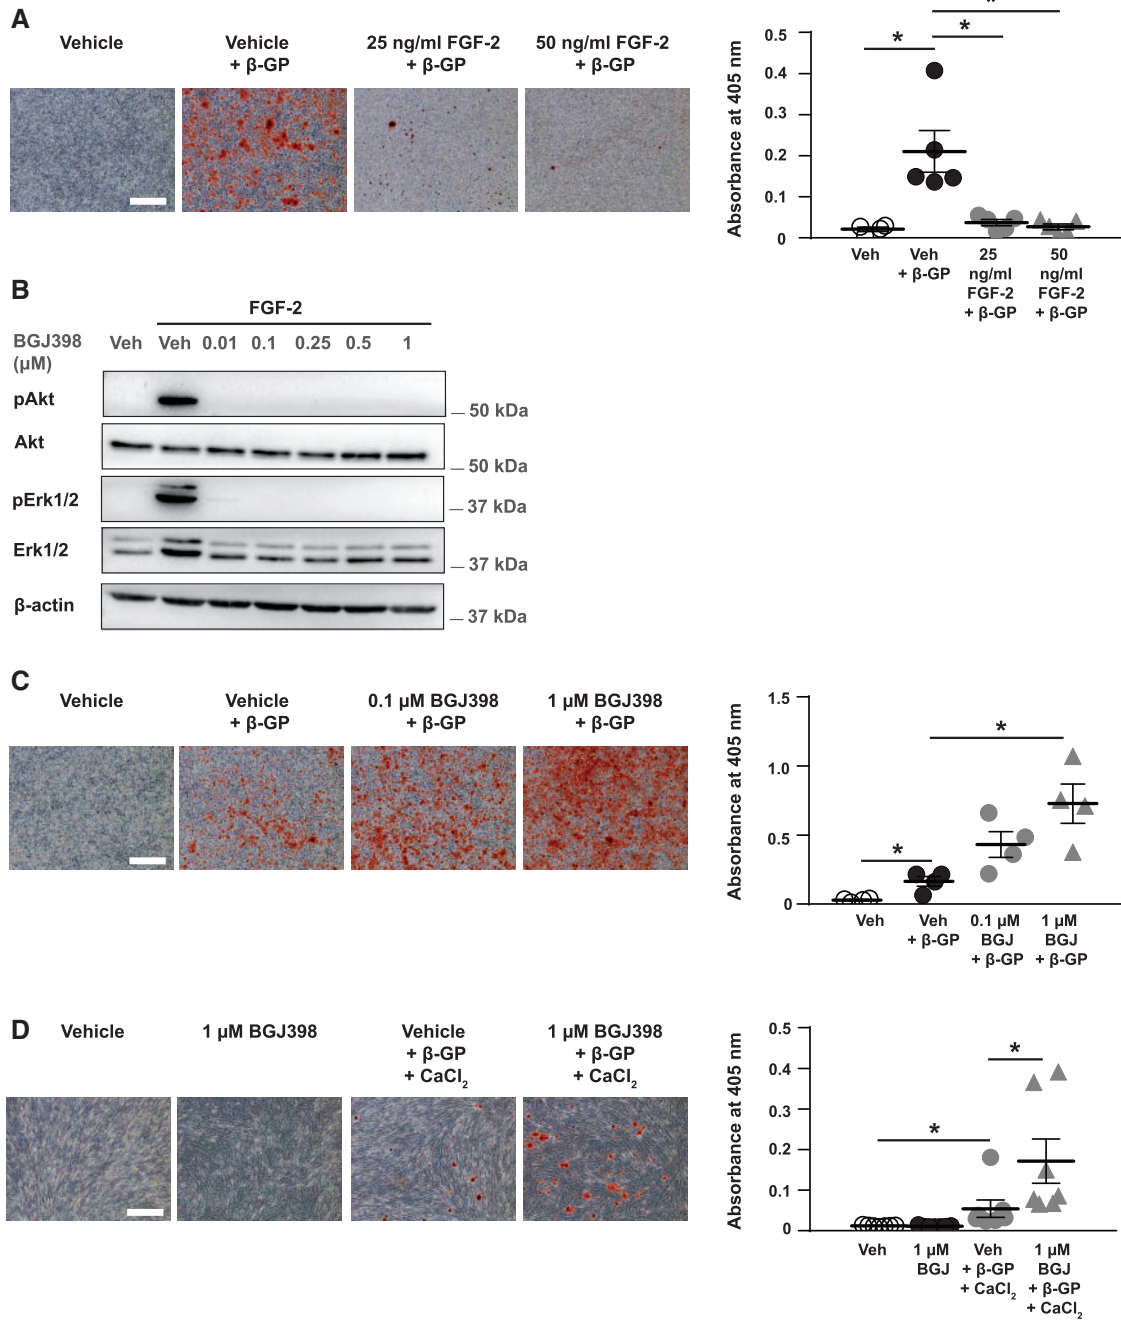 A
Vehicle
Vehicle
+ β-GP
25 ng/ml FGF-2
+ β-GP
50 ng/ml FGF-2
+ β-GP
Absorbance at 405 nm
0.5
0.4
0.3
0.2
0.1
0
*
*
*
Veh
Veh
+ β-GP
25
ng/ml
FGF-2
+ β-GP
50
ng/ml
FGF-2
+ β-GP
B
FGF-2
BGJ398
(µM)
Veh Veh 0.01 0.1 0.25 0.5 1
pAkt
50 kDa
Akt
50 kDa
pErk1/2
37 kDa
Erk1/2
37 kDa
β-actin
37 kDa
C
Vehicle
Vehicle
+ β-GP
0.1 µM BGJ398
+ β-GP
1 µM BGJ398
+ β-GP
Absorbance at 405 nm
1.5
1.0
0.5
0
*
*
Veh
Veh
+ β-GP
0.1 µM
BGJ
+ β-GP
1 µM
BGJ
+ β-GP
D
Vehicle
1 µM BGJ398
Vehicle
+ β-GP
+ CaCl₂
1 µM BGJ398
+ β-GP
+ CaCl₂
Absorbance at 405 nm
0.5
0.4
0.3
0.2
0.1
0
*
*
Veh
1 µM
BGJ
Veh
+ β-GP
+ CaCl₂
1 µM
BGJ
+ β-GP
+ CaCl₂